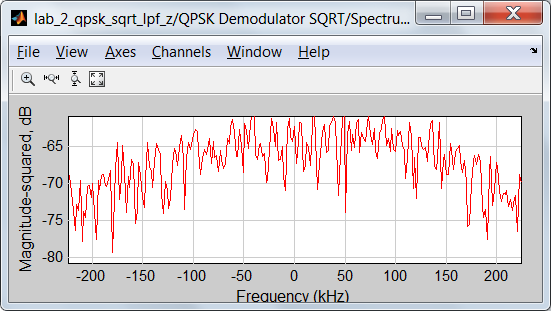 lab_2_qpsk_sqrt_lpf_z/QPSK Demodulator SQRT/Spectru...
File View Axes Channels Window Help
Magnitude-squared, dB
-65
-70
-75
-80
-200 -150 -100 -50 0 50 100 150 200
Frequency (kHz)